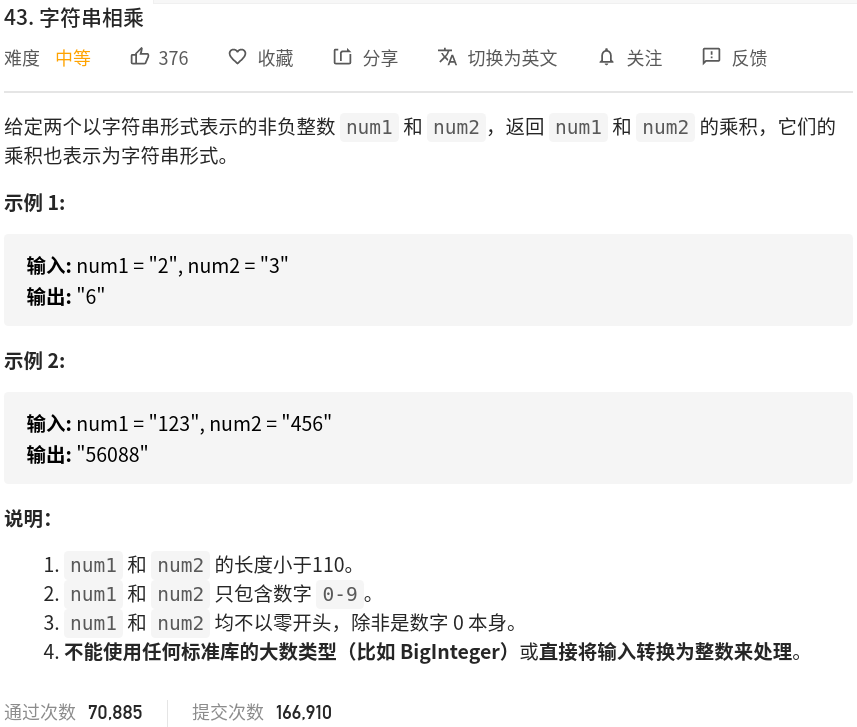 43. 字符串相乘
难度 中等 376 收藏 分享 切换为英文 关注 反馈
给定两个以字符串形式表示的非负整数 num1 和 num2，返回 num1 和 num2 的乘积，它们的
乘积也表示为字符串形式。
示例 1:
输入: num1 = "2", num2 = "3"
输出: "6"
示例 2:
输入: num1 = "123", num2 = "456"
输出: "56088"
说明：
1. num1 和 num2 的长度小于110。
2. num1 和 num2 只包含数字 0-9。
3. num1 和 num2 均不以零开头，除非是数字 0 本身。
4. 不能使用任何标准库的大数类型（比如 BigInteger）或直接将输入转换为整数来处理。
通过次数 70,885 提交次数 166,910